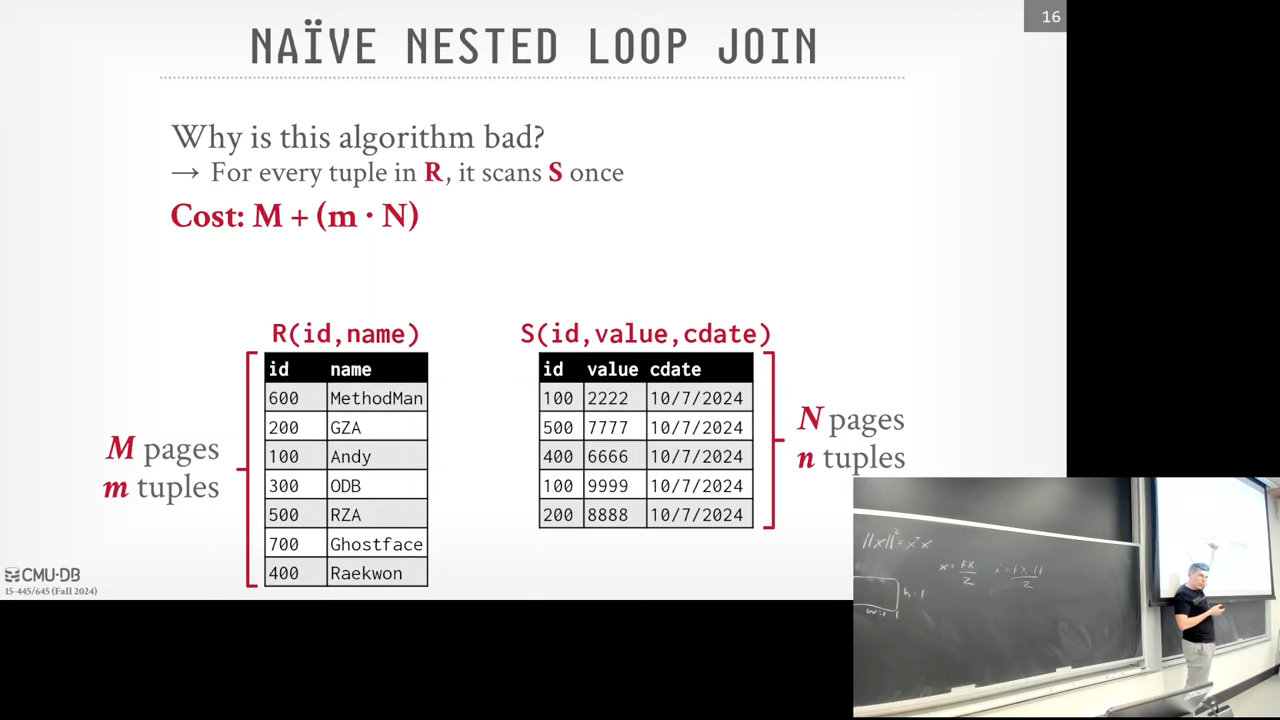 16
NAÏVE NESTED LOOP JOIN
Why is this algorithm bad?
→ For every tuple in R, it scans S once
Cost: M + (m · N)
R(id,name)
id name
600 MethodMan
200 GZA
100 Andy
300 ODB
500 RZA
700 Ghostface
400 Raekwon
M pages
m tuples
S(id,value,cdate)
id value cdate
100 2222 10/7/2024
500 7777 10/7/2024
400 6666 10/7/2024
100 9999 10/7/2024
200 8888 10/7/2024
N pages
n tuples
CMU-DB
15-445/645 (Fall 2024)
h=1